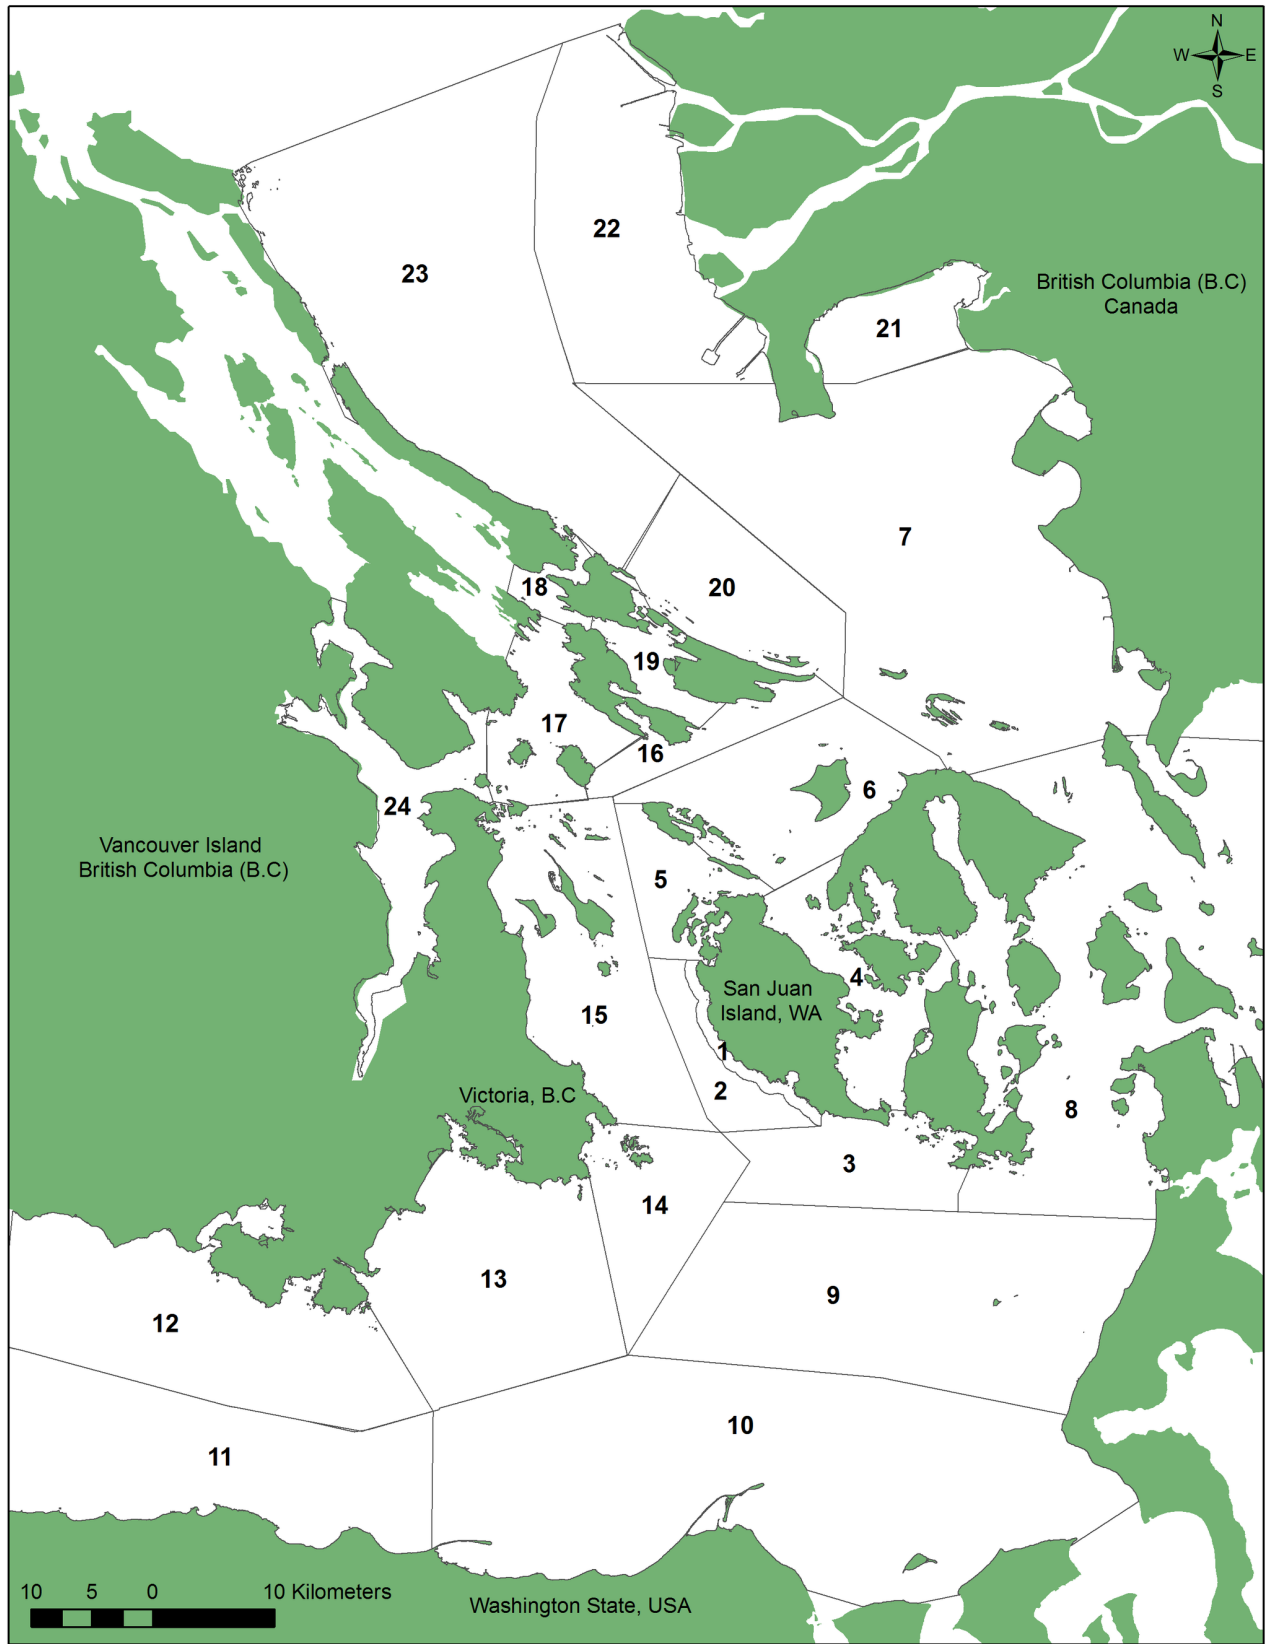 N
W E
S
22
23
British Columbia (B.C)
Canada
21
7
18
20
19
17
16
6
24
Vancouver Island
British Columbia (B.C)
5
4
San Juan
Island, WA
15
1
2
Victoria, B.C
8
3
14
13
9
12
10
11
10 5 0 10 Kilometers
Washington State, USA